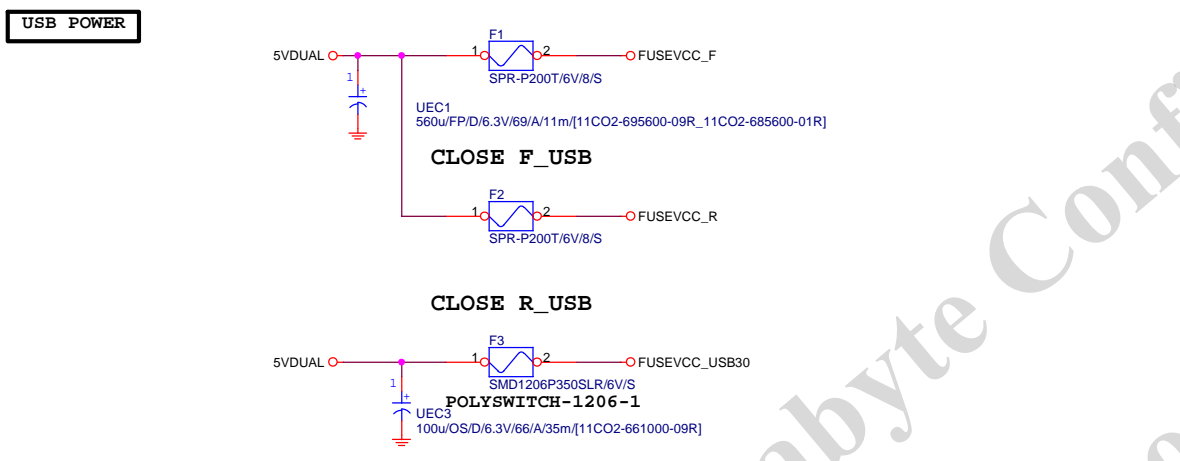 USB POWER
F1
5VDUAL 1 2 FUSEVCC_F
SPR-P200T/6V/8/S
1
+
UEC1
560u/FP/D/6.3V/69/A/11m/[11CO2-695600-09R_11CO2-685600-01R]
CLOSE F_USB
F2
1 2 FUSEVCC_R
SPR-P200T/6V/8/S
CLOSE R_USB
F3
5VDUAL 1 2 FUSEVCC_USB30
SMD1206P350SLR/6V/S
1
+
POLYSWITCH-1206-1
UEC3
100u/OS/D/6.3V/66/A/35m/[11CO2-661000-09R]